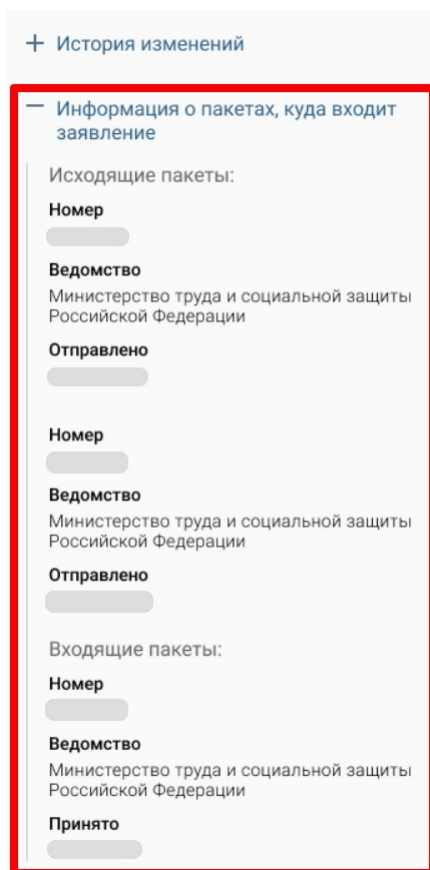 + История изменений
− Информация о пакетах, куда входит
заявление
Исходящие пакеты:
Номер
Ведомство
Министерство труда и социальной защиты
Российской Федерации
Отправлено
Номер
Ведомство
Министерство труда и социальной защиты
Российской Федерации
Отправлено
Входящие пакеты:
Номер
Ведомство
Министерство труда и социальной защиты
Российской Федерации
Принято